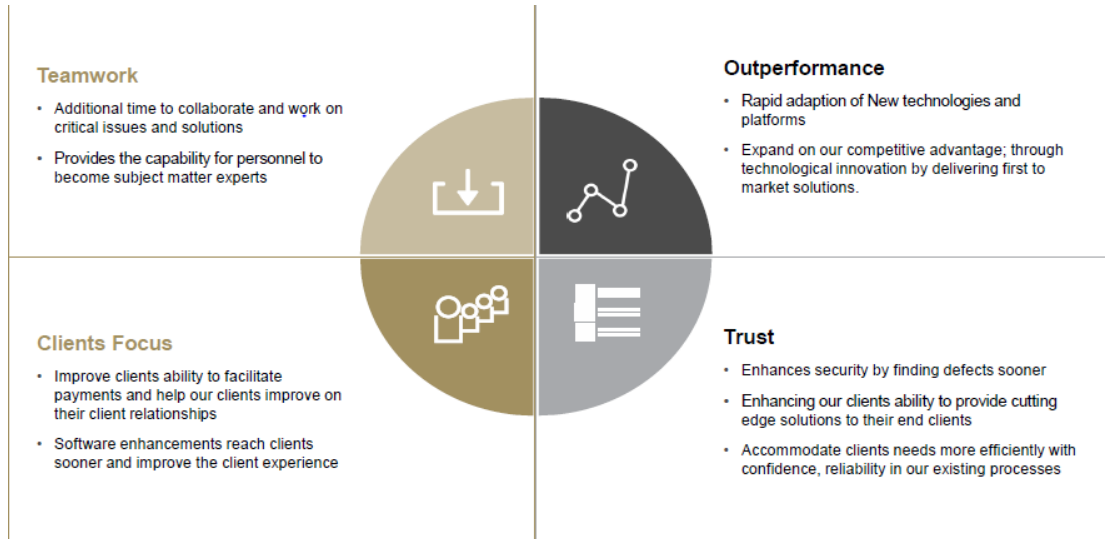 Teamwork
• Additional time to collaborate and work on
critical issues and solutions
• Provides the capability for personnel to
become subject matter experts
Outperformance
• Rapid adaption of New technologies and
platforms
• Expand on our competitive advantage; through
technological innovation by delivering first to
market solutions.
Clients Focus
• Improve clients ability to facilitate
payments and help our clients improve on
their client relationships
• Software enhancements reach clients
sooner and improve the client experience
Trust
• Enhances security by finding defects sooner
• Enhancing our clients ability to provide cutting
edge solutions to their end clients
• Accommodate clients needs more efficiently with
confidence, reliability in our existing processes